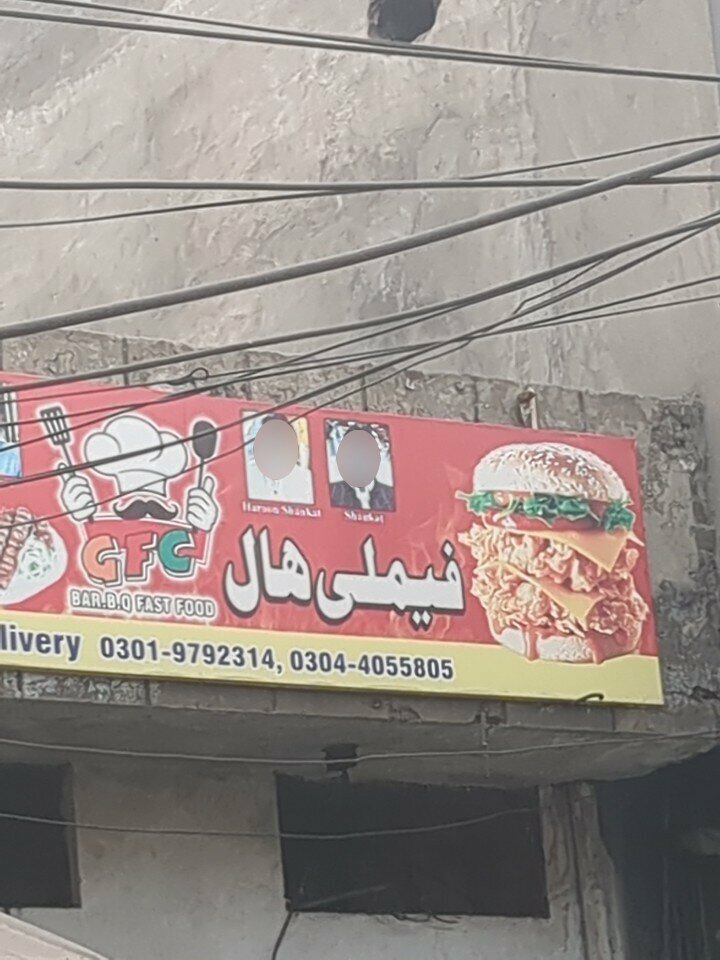 Haroon Shaukat
Shaukat
GFC
BAR.B.Q FAST FOOD
فیملی ہال
livery 0301-9792314, 0304-4055805